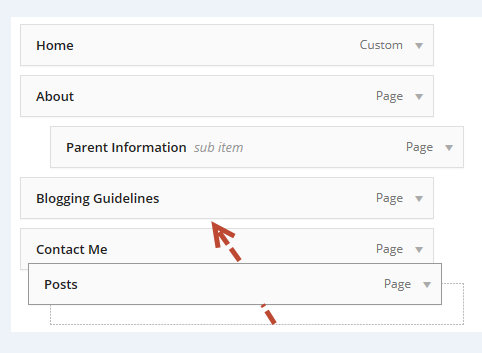 Home Custom
About Page
Parent Information sub item Page
Blogging Guidelines Page
Contact Me Page
Posts Page